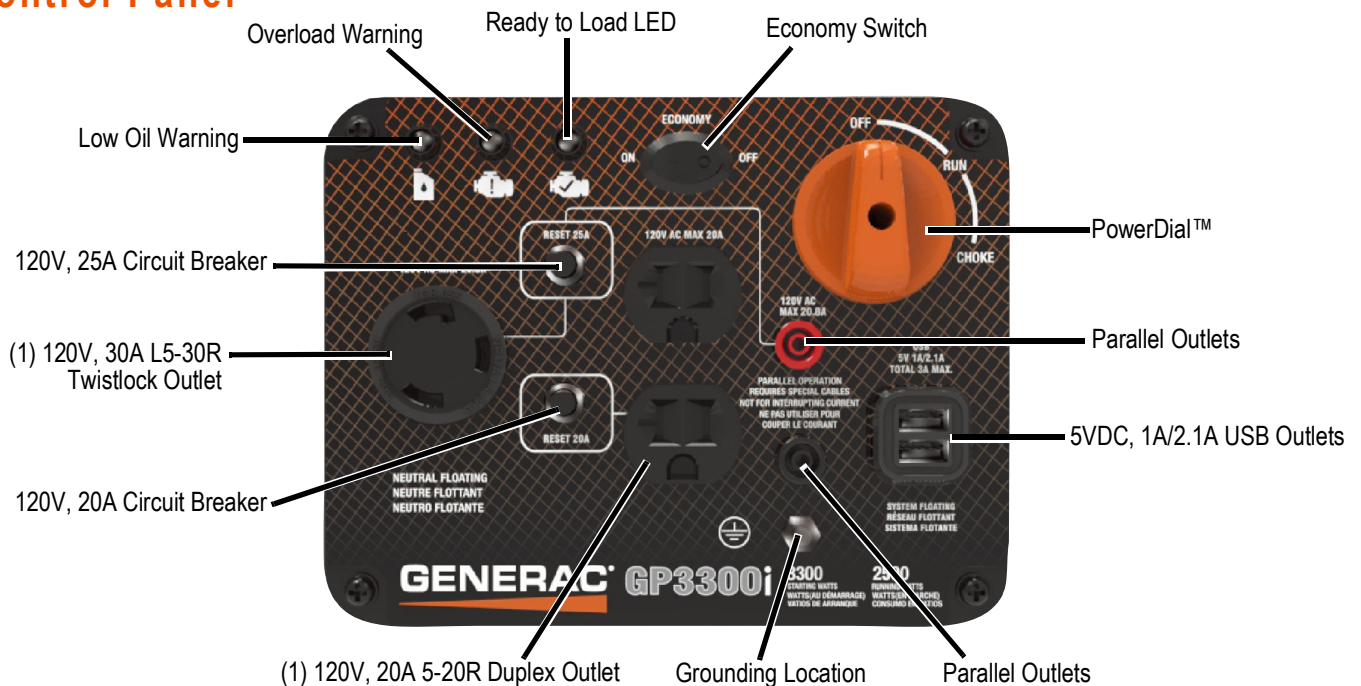 Control Panel
Overload Warning
Ready to Load LED
Economy Switch
Low Oil Warning
ECONOMY
ON
OFF
OFF
RUN
CHOKE
PowerDial™
120V, 25A Circuit Breaker
RESET 25A
120V AC MAX 20A
(1) 120V, 30A L5-30R
Twistlock Outlet
120V AC
MAX 20.8A
Parallel Outlets
USB
5V 1A/2.1A
TOTAL 3A MAX.
PARALLEL OPERATION
REQUIRES SPECIAL CABLES
NOT FOR INTERRUPTING CURRENT
NE PAS UTILISER POUR
COUPER LE COURANT
RESET 20A
5VDC, 1A/2.1A USB Outlets
120V, 20A Circuit Breaker
NEUTRAL FLOATING
NEUTRE FLOTTANT
NEUTRO FLOTANTE
SYSTEM FLOATING
RÉSEAU FLOTTANT
SISTEMA FLOTANTE
GENERAC
GP3300i
3300
STARTING WATTS
WATTS(AU DÉMARRAGE)
VATIOS DE ARRANQUE
RUNNING WATTS
(1) 120V, 20A 5-20R Duplex Outlet
Grounding Location
Parallel Outlets